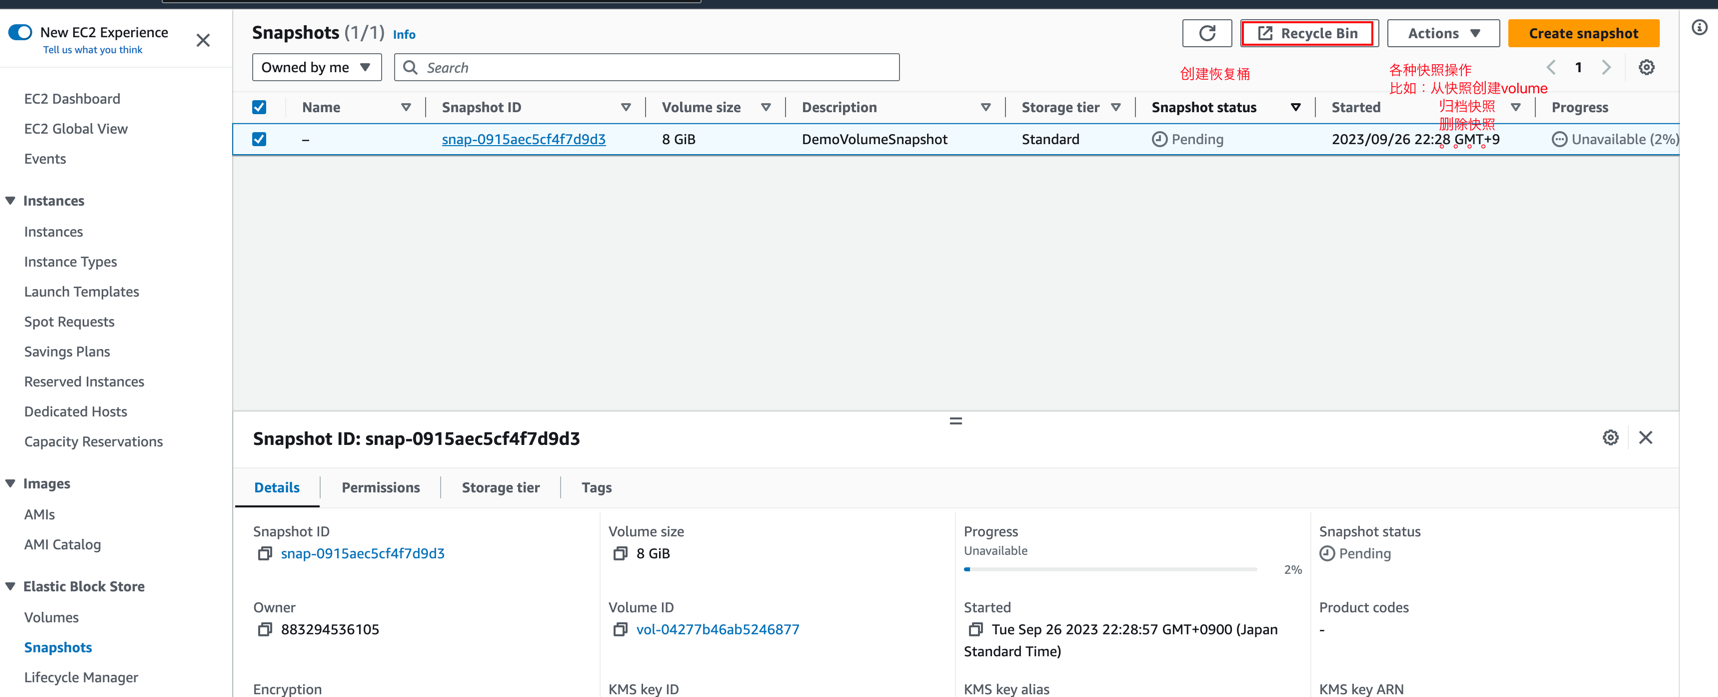 New EC2 Experience
Tell us what you think
EC2 Dashboard
EC2 Global View
Events
Instances
Instances
Instance Types
Launch Templates
Spot Requests
Savings Plans
Reserved Instances
Dedicated Hosts
Capacity Reservations
Images
AMIs
AMI Catalog
Elastic Block Store
Volumes
Snapshots
Lifecycle Manager
Snapshots (1/1) Info
Recycle Bin
Actions
Create snapshot
Owned by me
Search
创建恢复桶
各种快照操作
比如：从快照创建volume
归档快照
删除快照
。。。。
1
Name Snapshot ID Volume size Description Storage tier Snapshot status Started Progress
– snap-0915aec5cf4f7d9d3 8 GiB DemoVolumeSnapshot Standard Pending 2023/09/26 22:28 GMT+9 Unavailable (2%)
Snapshot ID: snap-0915aec5cf4f7d9d3
Details Permissions Storage tier Tags
Snapshot ID
snap-0915aec5cf4f7d9d3
Volume size
8 GiB
Progress
Unavailable
2%
Snapshot status
Pending
Owner
883294536105
Volume ID
vol-04277b46ab5246877
Started
Tue Sep 26 2023 22:28:57 GMT+0900 (Japan
Standard Time)
Product codes
-
Encryption
KMS key ID
KMS key alias
KMS key ARN